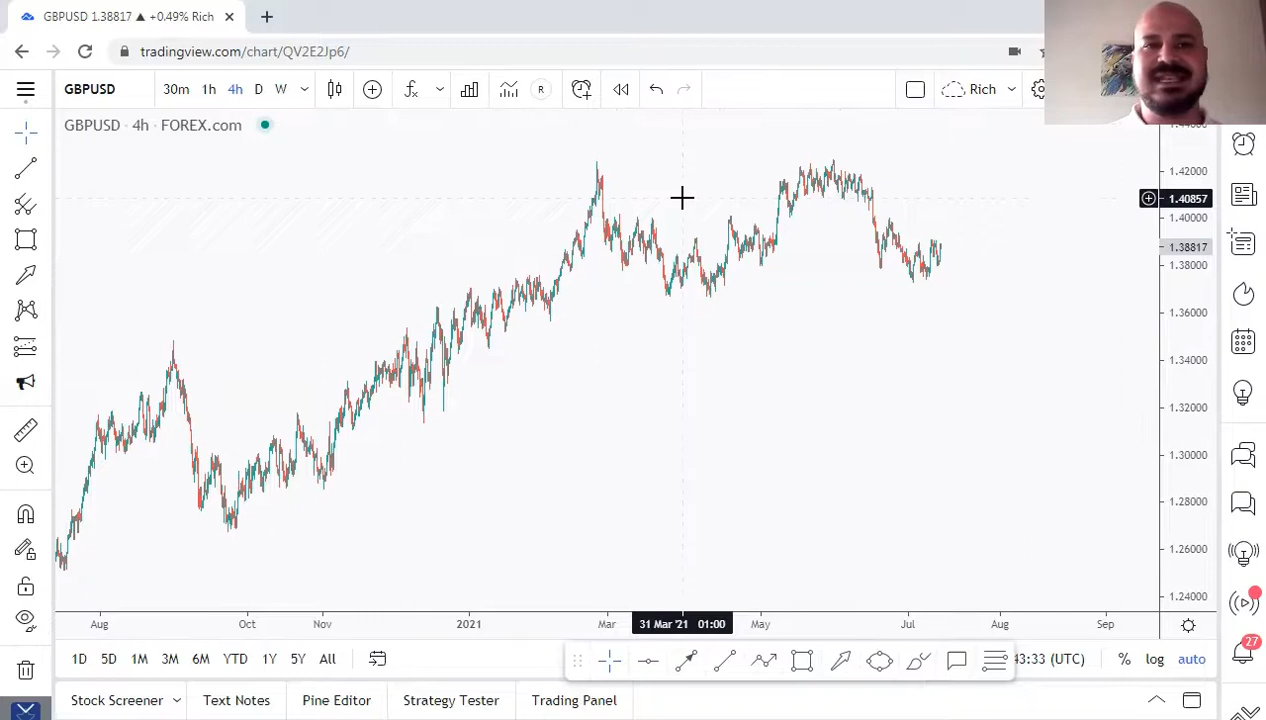 GBPUSD 1.38817 ▲ +0.49% Rich
tradingview.com/chart/QV2E2Jp6/
GBPUSD 30m 1h 4h D W R Rich
GBPUSD · 4h · FOREX.com
1.42000
1.40857
1.40000
1.38817
1.38000
1.36000
1.34000
1.32000
1.30000
1.28000
1.26000
1.24000
Aug Oct Nov 2021 Mar 31 Mar '21 01:00 May Jul Aug Sep
1D 5D 1M 3M 6M YTD 1Y 5Y All 43:33 (UTC) % log auto
27
Stock Screener Text Notes Pine Editor Strategy Tester Trading Panel